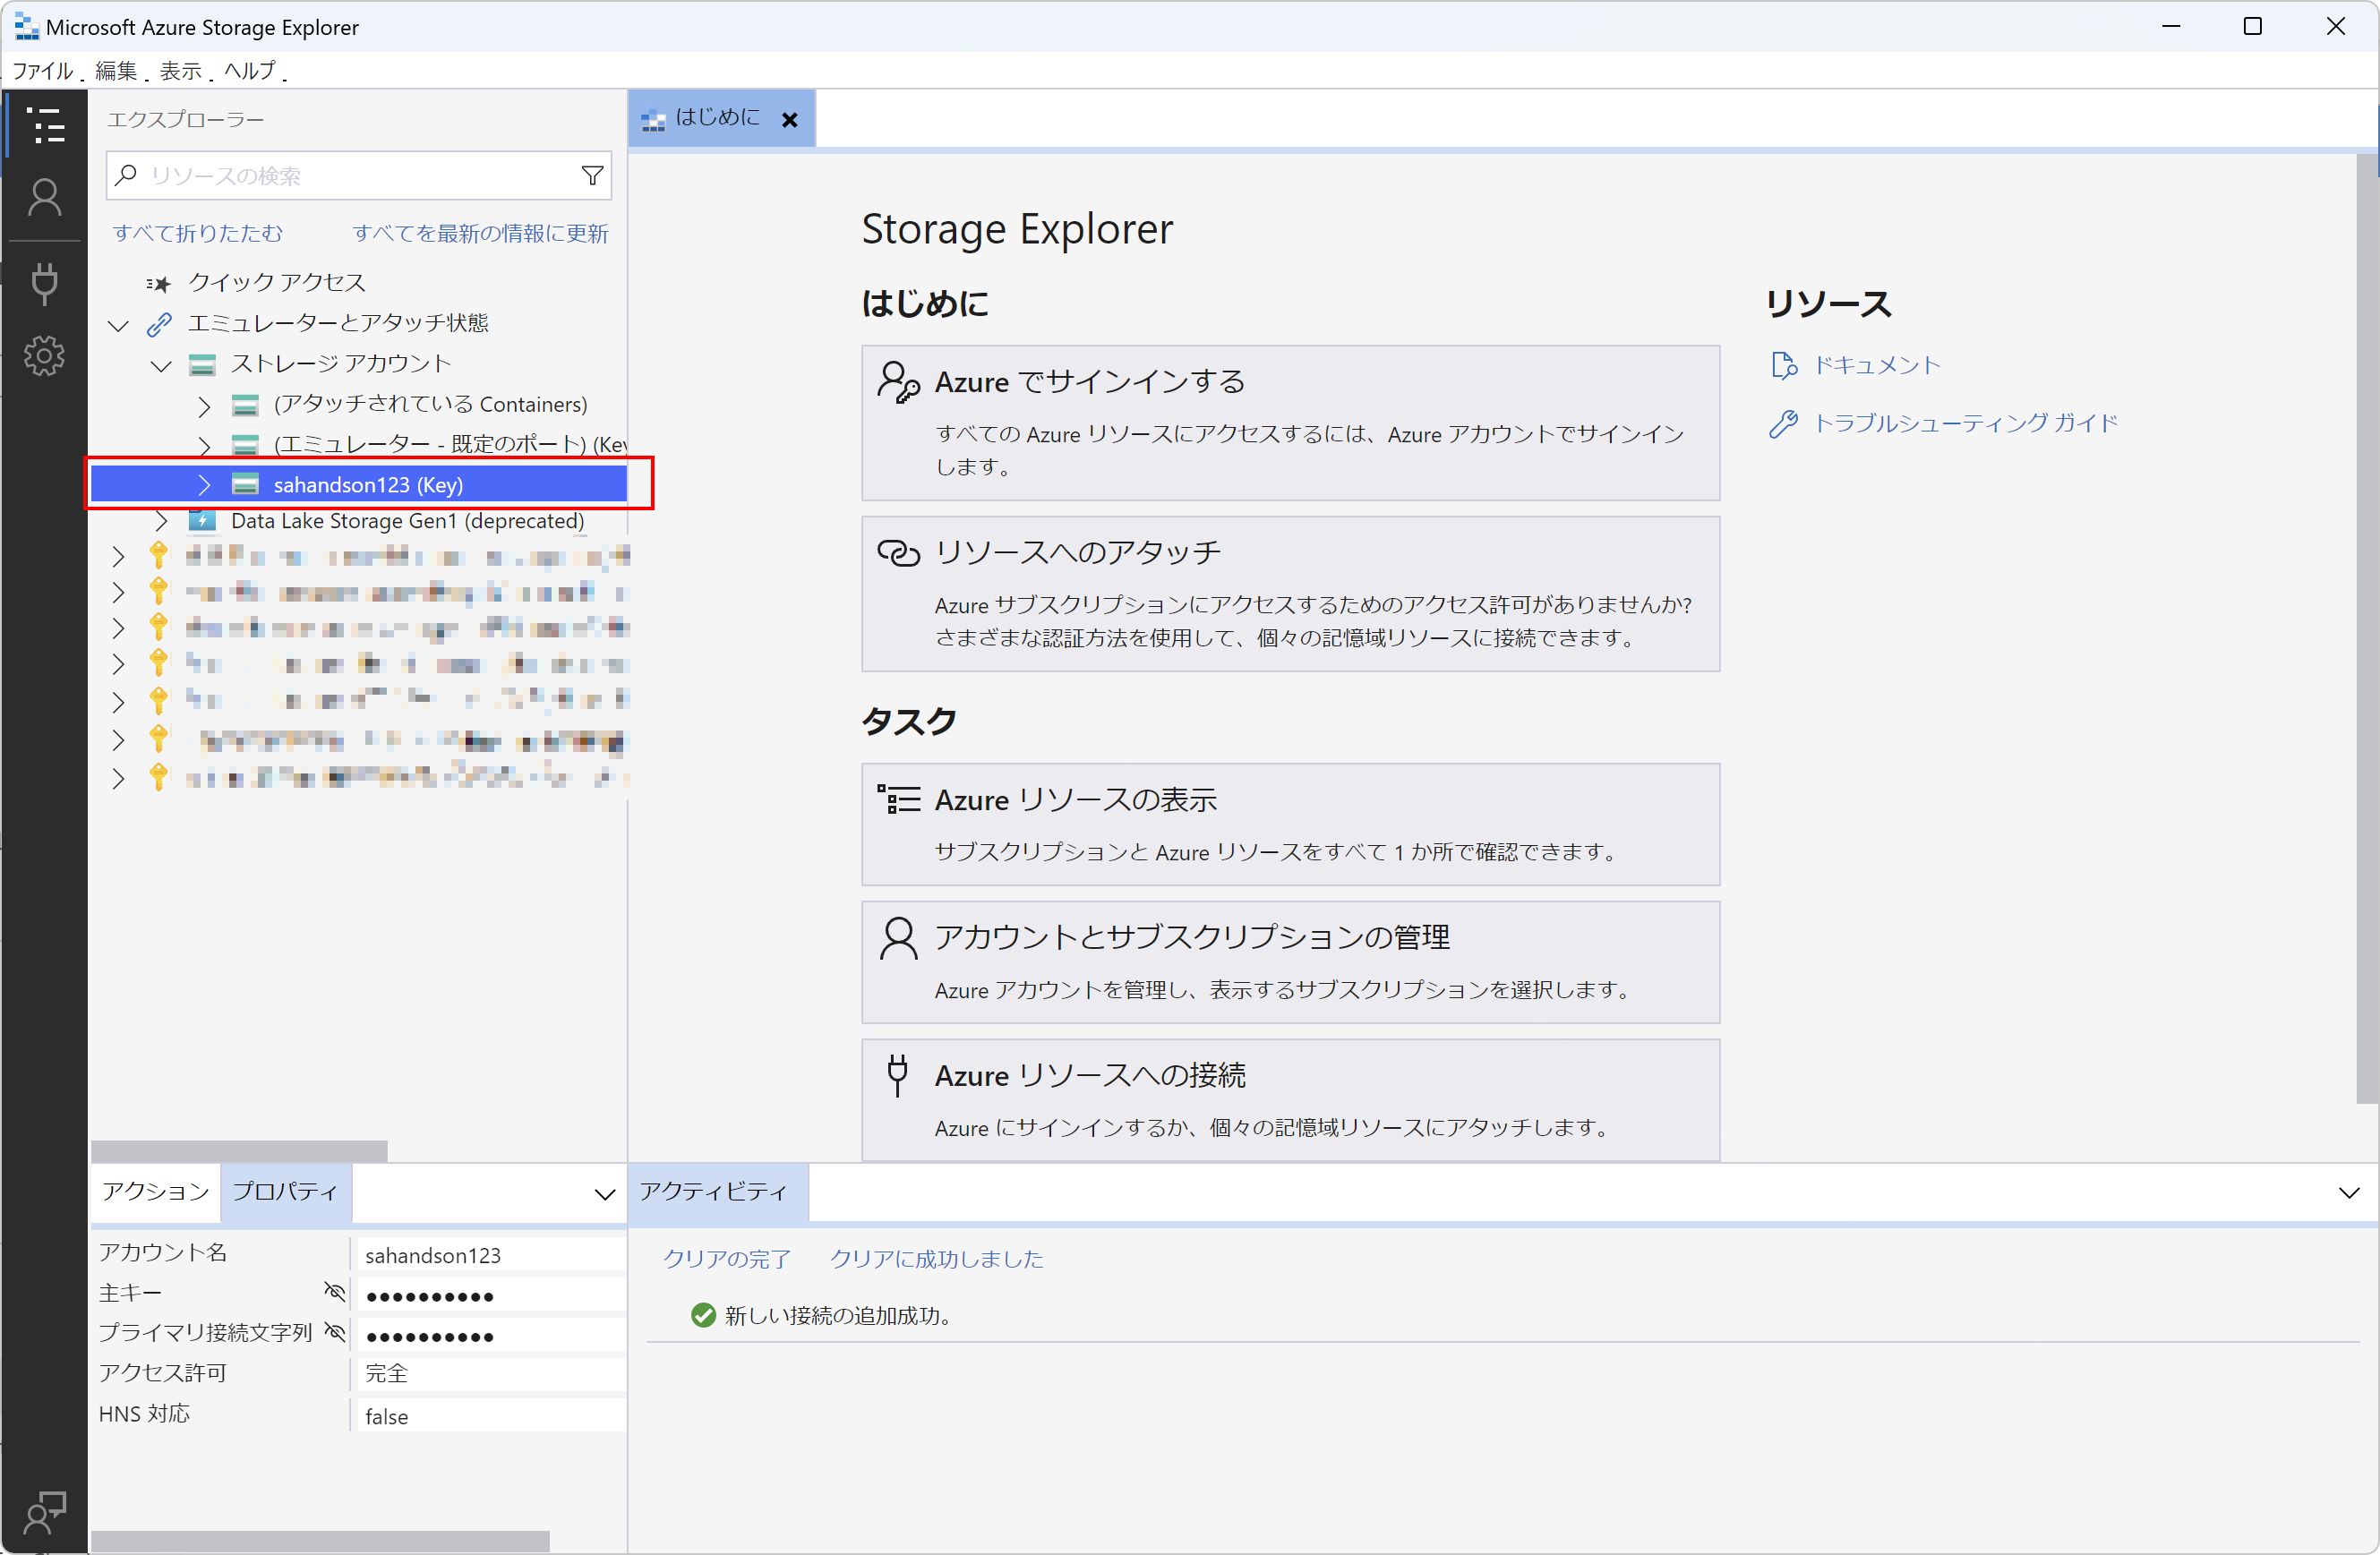 Microsoft Azure Storage Explorer
ファイル 編集 表示 ヘルプ
エクスプローラー
リソースの検索
すべて折りたたむ すべてを最新の情報に更新
クイック アクセス
エミュレーターとアタッチ状態
ストレージ アカウント
(アタッチされている Containers)
(エミュレーター - 既定のポート) (Key
sahandson123 (Key)
Data Lake Storage Gen1 (deprecated)
はじめに
Storage Explorer
はじめに
Azure でサインインする
すべての Azure リソースにアクセスするには、Azure アカウントでサインイン
します。
リソースへのアタッチ
Azure サブスクリプションにアクセスするためのアクセス許可がありませんか?
さまざまな認証方法を使用して、個々の記憶域リソースに接続できます。
タスク
Azure リソースの表示
サブスクリプションと Azure リソースをすべて 1 か所で確認できます。
アカウントとサブスクリプションの管理
Azure アカウントを管理し、表示するサブスクリプションを選択します。
Azure リソースへの接続
Azure にサインインするか、個々の記憶域リソースにアタッチします。
リソース
ドキュメント
トラブルシューティング ガイド
アクション プロパティ
アカウント名 sahandson123
主キー ●●●●●●●●●●
プライマリ接続文字列 ●●●●●●●●●●
アクセス許可 完全
HNS 対応 false
アクティビティ
クリアの完了 クリアに成功しました
新しい接続の追加成功。